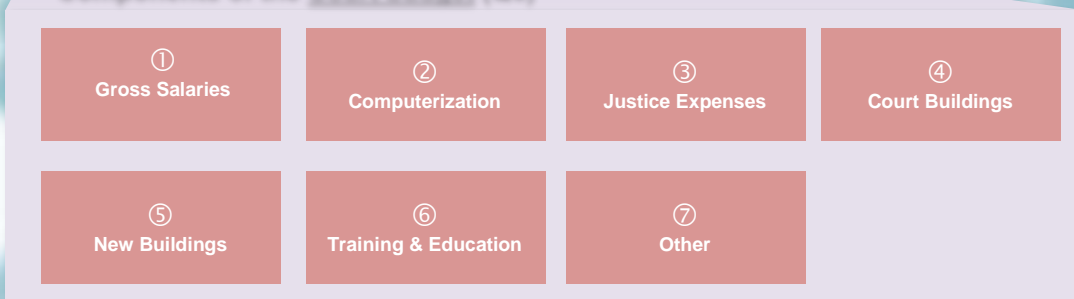 ①
Gross Salaries
②
Computerization
③
Justice Expenses
④
Court Buildings
⑤
New Buildings
⑥
Training & Education
⑦
Other